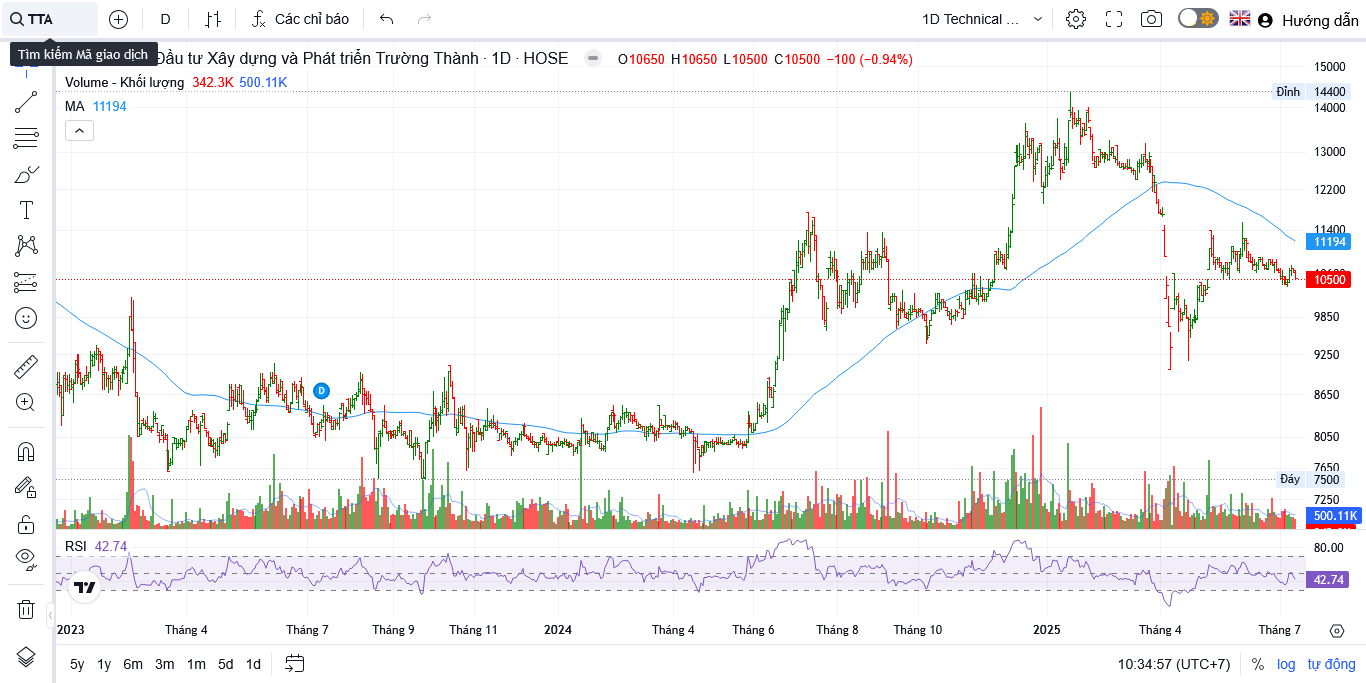 TTA
D
Các chỉ báo
1D Technical ...
Hướng dẫn
Tìm kiếm Mã giao dịch
Đầu tư Xây dựng và Phát triển Trường Thành · 1D · HOSE
O10650 H10650 L10500 C10500 −100 (−0.94%)
Volume - Khối lượng 342.3K 500.11K
MA 11194
15000
Đỉnh 14400
14000
13000
12200
11400
11194
10500
9850
9250
8650
8050
7650
Đáy 7500
7250
500.11K
D
RSI 42.74
80.00
42.74
2023 Tháng 4 Tháng 7 Tháng 9 Tháng 11 2024 Tháng 4 Tháng 6 Tháng 8 Tháng 10 2025 Tháng 4 Tháng 7
5y 1y 6m 3m 1m 5d 1d
10:34:57 (UTC+7) % log tự động